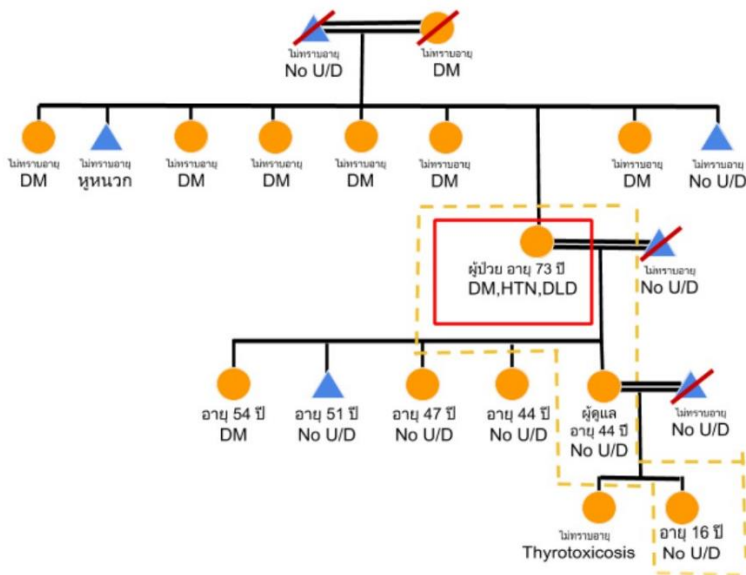 ไม่ทราบอายุ
No U/D
ไม่ทราบอายุ
DM
ไม่ทราบอายุ
DM
ไม่ทราบอายุ
หูหนวก
ไม่ทราบอายุ
DM
ไม่ทราบอายุ
DM
ไม่ทราบอายุ
DM
ไม่ทราบอายุ
DM
ไม่ทราบอายุ
DM
ไม่ทราบอายุ
No U/D
ผู้ป่วย อายุ 73 ปี
DM,HTN,DLD
ไม่ทราบอายุ
No U/D
อายุ 54 ปี
DM
อายุ 51 ปี
No U/D
อายุ 47 ปี
No U/D
อายุ 44 ปี
No U/D
ผู้ดูแล
อายุ 44 ปี
No U/D
ไม่ทราบอายุ
No U/D
ไม่ทราบอายุ
Thyrotoxicosis
อายุ 16 ปี
No U/D